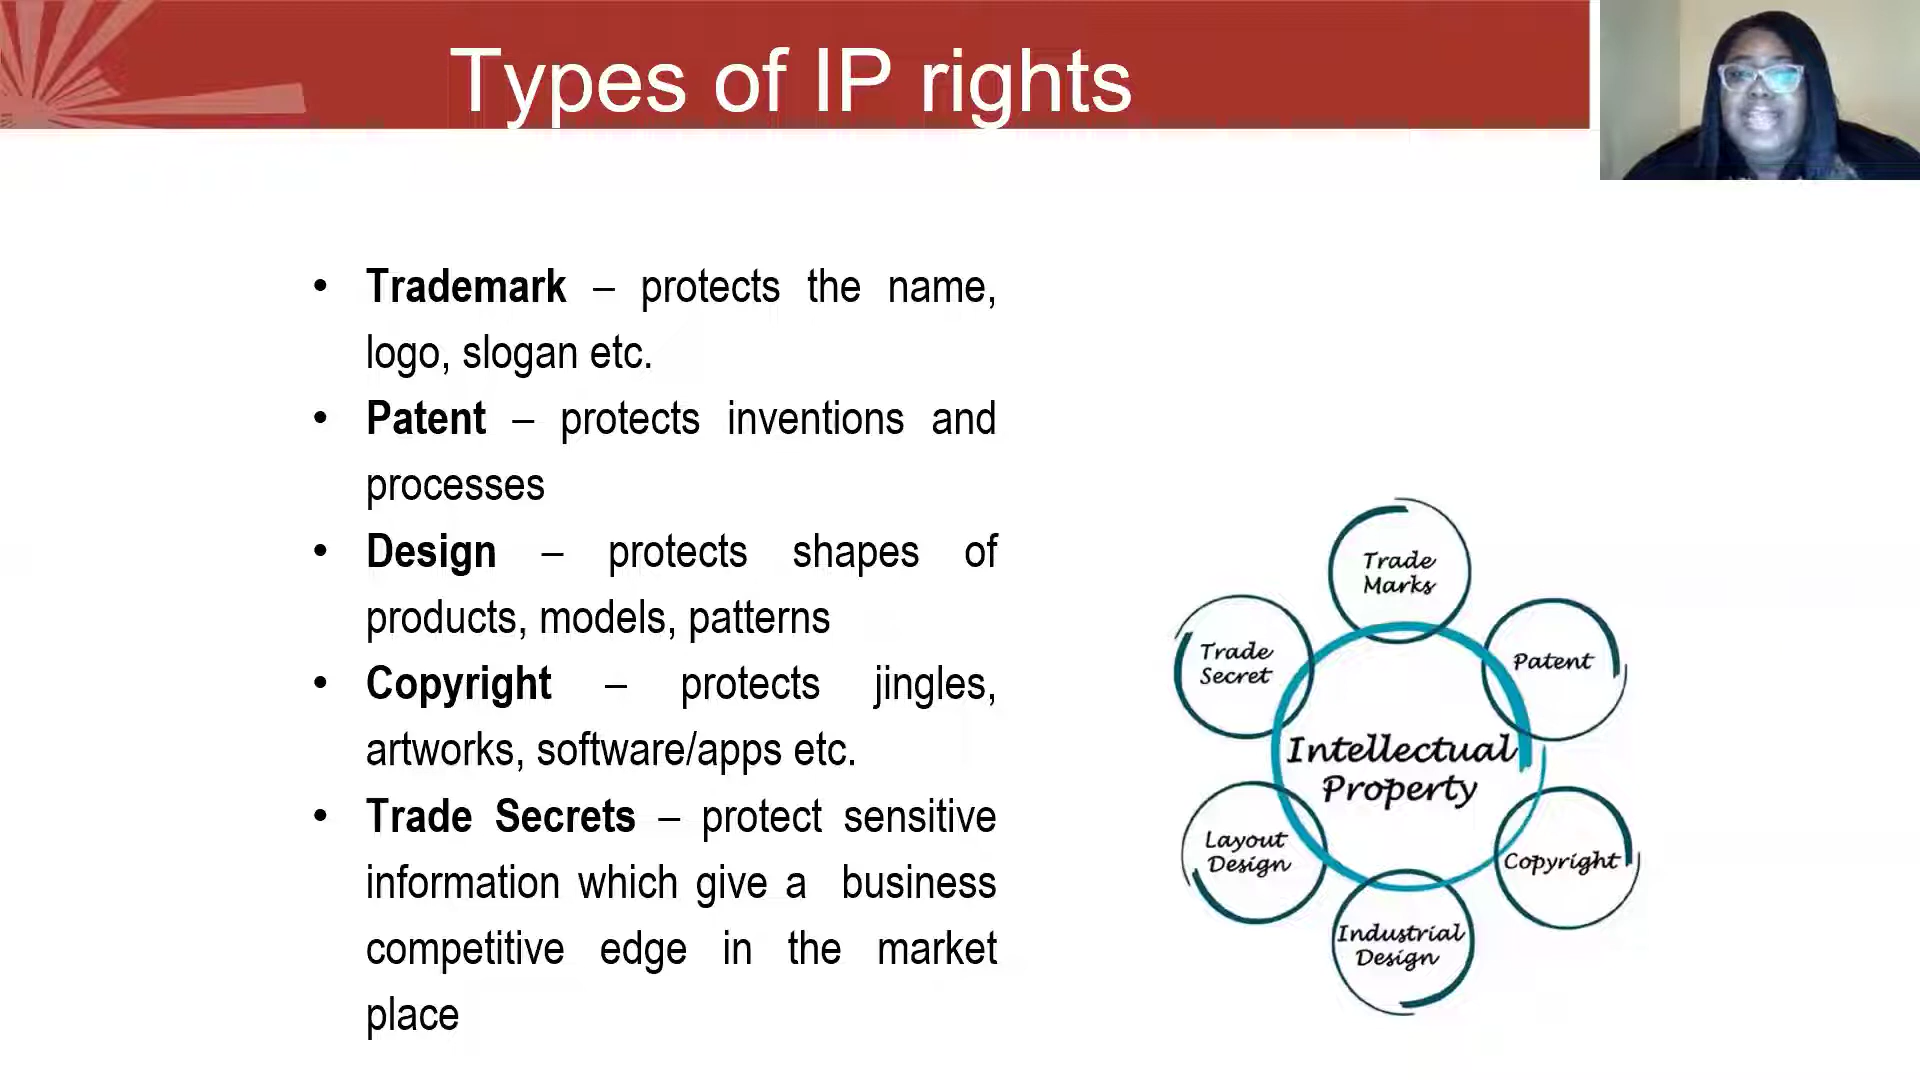 Types of IP rights
• Trademark – protects the name,
logo, slogan etc.
• Patent – protects inventions and
processes
• Design – protects shapes of
products, models, patterns
• Copyright – protects jingles,
artworks, software/apps etc.
• Trade Secrets – protect sensitive
information which give a business
competitive edge in the market
place
Trade
Marks
Patent
Copyright
Industrial
Design
Layout
Design
Trade
Secret
Intellectual
Property